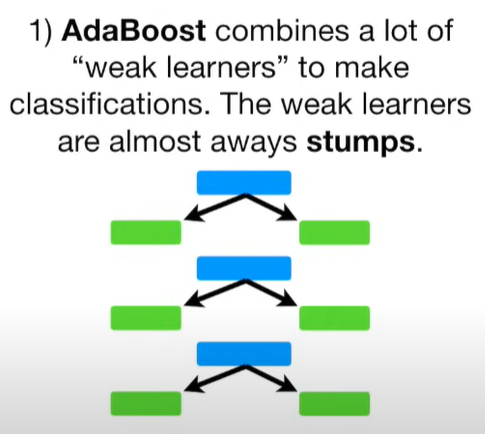 1) AdaBoost combines a lot of
“weak learners” to make
classifications. The weak learners
are almost aways stumps.